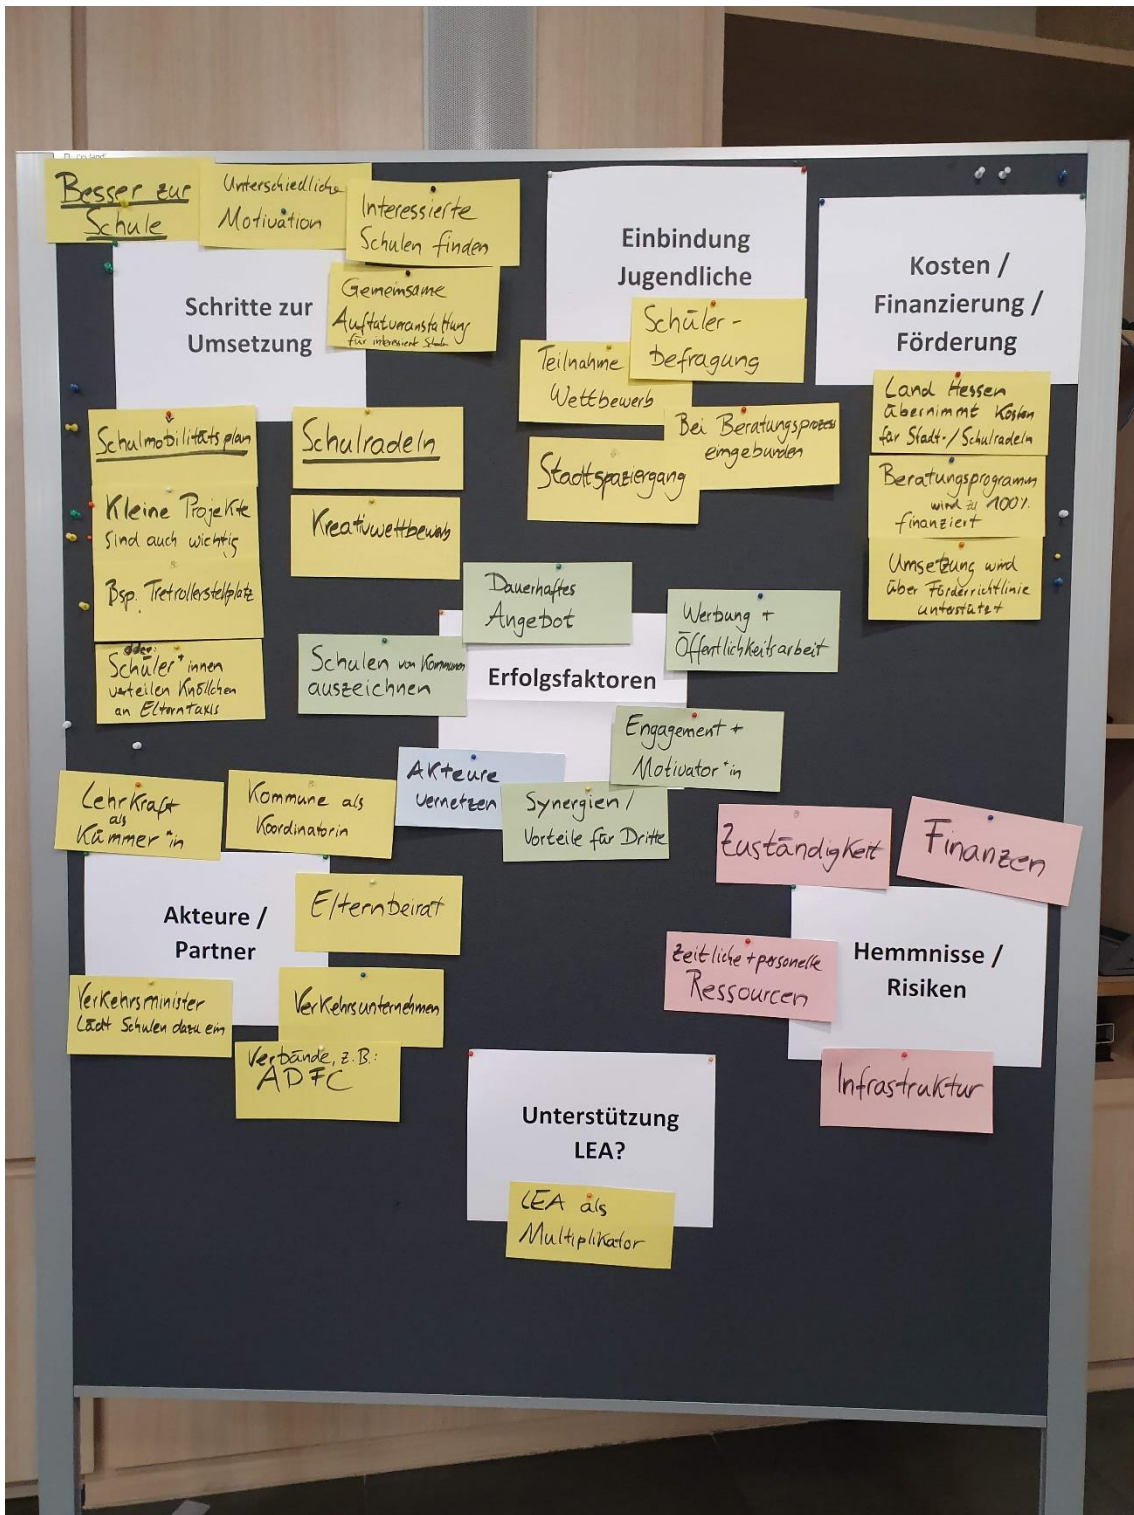 Besser zur
Schule
Unterschiedliche
Motivation
Interessierte
Schulen finden
Gemeinsame
Auftaktveranstaltung
für interessiert Schulen
Schritte zur
Umsetzung
Schulmobilitätsplan
Kleine Projekte
sind auch wichtig
Bsp. Tretrollerstellplatz
oder:
Schüler*innen
verteilen Knöllchen
an Elterntaxis
Schulradeln
Kreativwettbewerb
Einbindung
Jugendliche
Schüler-
befragung
Teilnahme
Wettbewerb
Bei Beratungsprozess
eingebunden
Stadtspaziergang
Kosten /
Finanzierung /
Förderung
Land Hessen
übernimmt Kosten
für Stadt-/Schulradeln
Beratungsprogramm
wird zu 100%
finanziert
Umsetzung wird
über Förderrichtlinie
unterstützt
Dauerhaftes
Angebot
Werbung +
Öffentlichkeitsarbeit
Schulen von Kommunen
auszeichnen
Erfolgsfaktoren
Engagement +
Motivator*in
Akteure
vernetzen
Synergien /
Vorteile für Dritte
Lehrkraft
als
Kümmer*in
Kommune als
Koordinatorin
Akteure /
Partner
Elternbeirat
Verkehrsminister
Lädt Schulen dazu ein
Verkehrsunternehmen
Verbände, z.B.:
ADFC
Zuständigkeit
Finanzen
Zeitliche + personelle
Ressourcen
Hemmnisse /
Risiken
Infrastruktur
Unterstützung
LEA?
LEA als
Multiplikator